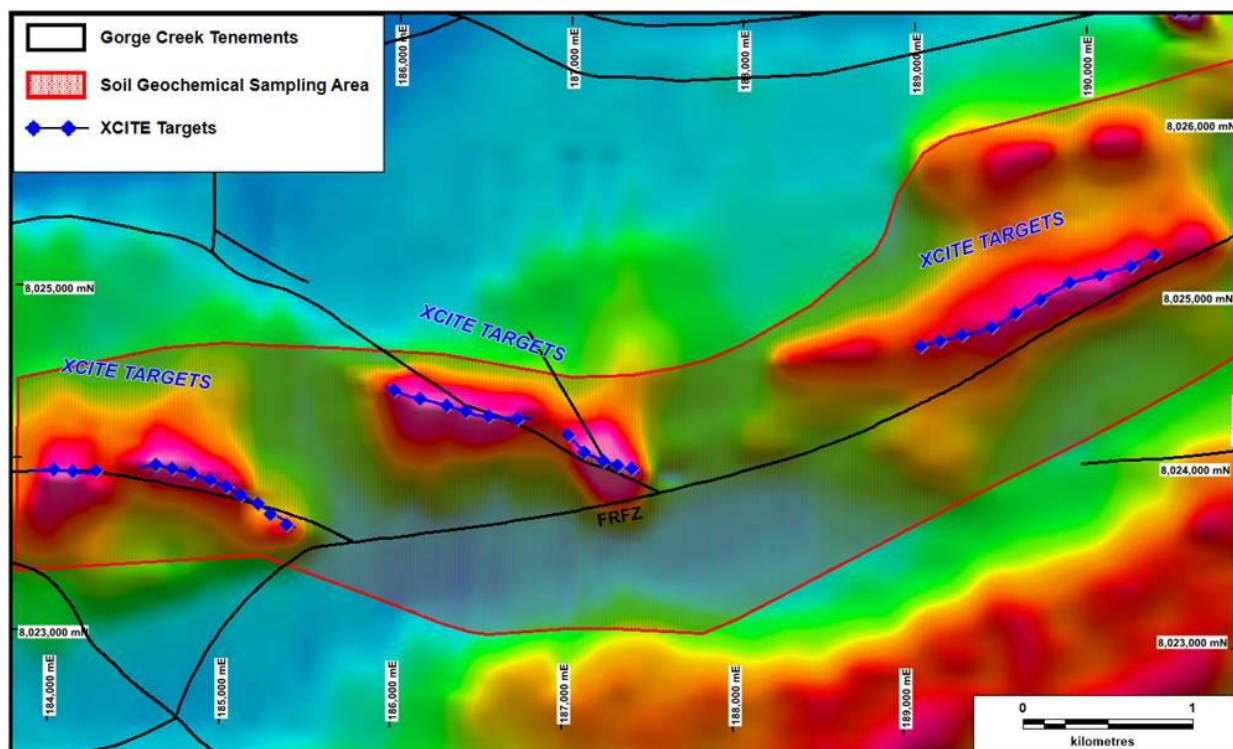 Gorge Creek Tenements
Soil Geochemical Sampling Area
XCITE Targets
186,000 mE
187,000 mE
188,000 mE
189,000 mE
190,000 mE
8,026,000 mN
XCITE TARGETS
8,025,000 mN
8,025,000 mN
XCITE TARGETS
XCITE TARGETS
8,024,000 mN
FRFZ
8,023,000 mN
8,023,000 mN
184,000 mE
185,000 mE
186,000 mE
187,000 mE
188,000 mE
189,000 mE
0
1
kilometres